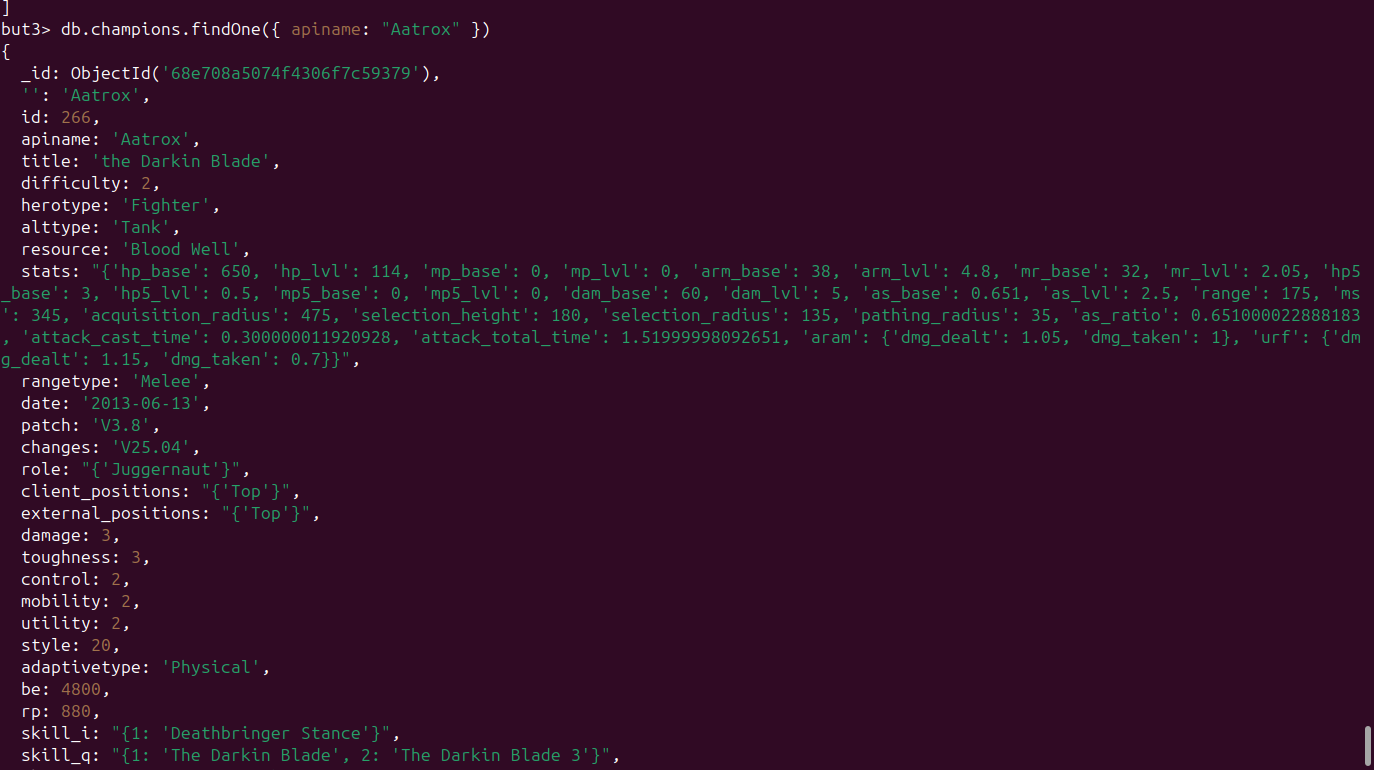 ]
but3> db.champions.findOne({ apiname: "Aatrox" })
{
  _id: ObjectId('68e708a5074f4306f7c59379'),
  '': 'Aatrox',
  id: 266,
  apiname: 'Aatrox',
  title: 'the Darkin Blade',
  difficulty: 2,
  herotype: 'Fighter',
  alttype: 'Tank',
  resource: 'Blood Well',
  stats: "{'hp_base': 650, 'hp_lvl': 114, 'mp_base': 0, 'mp_lvl': 0, 'arm_base': 38, 'arm_lvl': 4.8, 'mr_base': 32, 'mr_lvl': 2.05, 'hp5
_base': 3, 'hp5_lvl': 0.5, 'mp5_base': 0, 'mp5_lvl': 0, 'dam_base': 60, 'dam_lvl': 5, 'as_base': 0.651, 'as_lvl': 2.5, 'range': 175, 'ms
': 345, 'acquisition_radius': 475, 'selection_height': 180, 'selection_radius': 135, 'pathing_radius': 35, 'as_ratio': 0.651000022888183
, 'attack_cast_time': 0.300000011920928, 'attack_total_time': 1.51999998092651, 'aram': {'dmg_dealt': 1.05, 'dmg_taken': 1}, 'urf': {'dm
g_dealt': 1.15, 'dmg_taken': 0.7}}",
  rangetype: 'Melee',
  date: '2013-06-13',
  patch: 'V3.8',
  changes: 'V25.04',
  role: "{'Juggernaut'}",
  client_positions: "{'Top'}",
  external_positions: "{'Top'}",
  damage: 3,
  toughness: 3,
  control: 2,
  mobility: 2,
  utility: 2,
  style: 20,
  adaptivetype: 'Physical',
  be: 4800,
  rp: 880,
  skill_i: "{1: 'Deathbringer Stance'}",
  skill_q: "{1: 'The Darkin Blade', 2: 'The Darkin Blade 3'}",